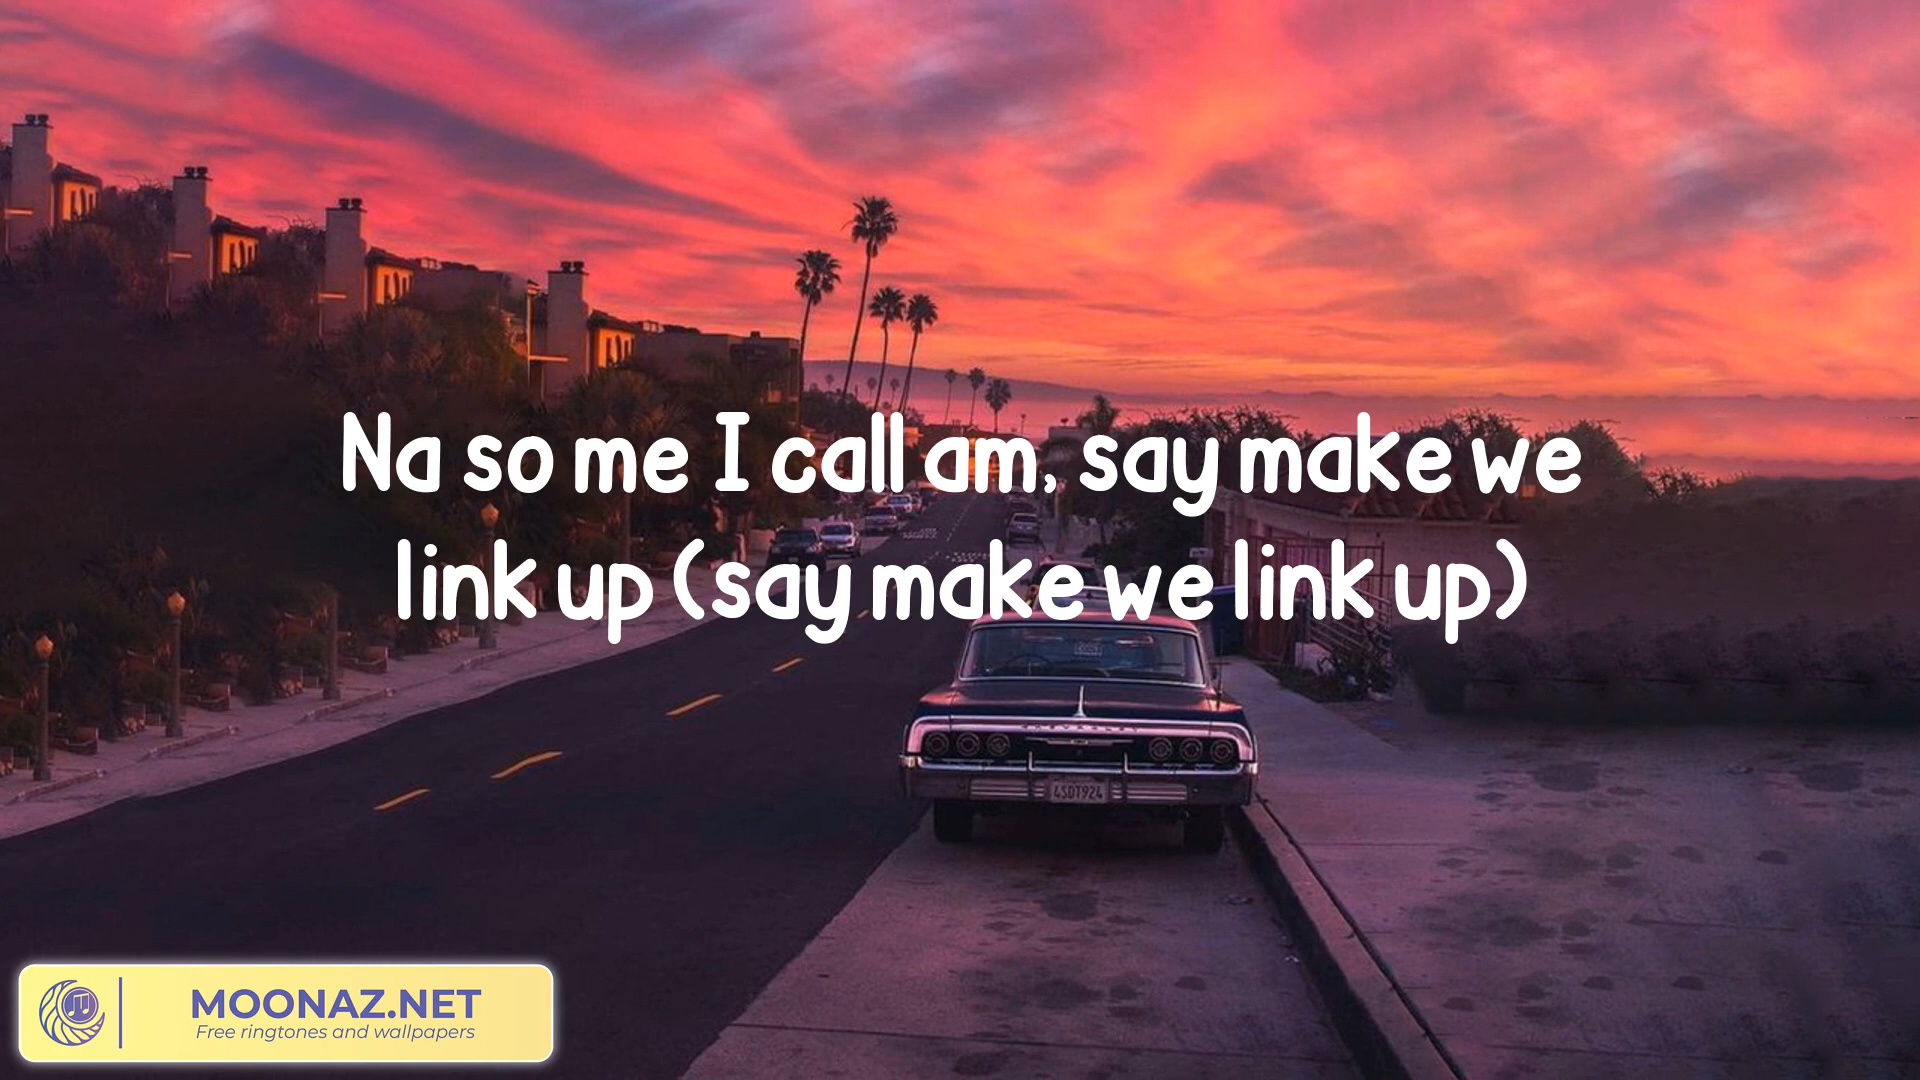 Na so me I call am, say make we
link up (say make we link up)
4SDT924
MOONAZ.NET
Free ringtones and wallpapers